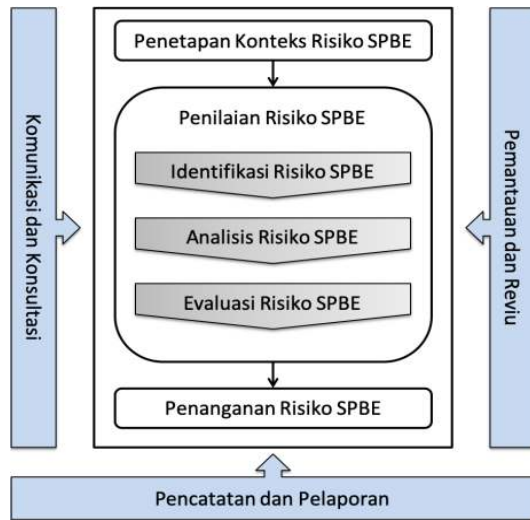 Penetapan Konteks Risiko SPBE
Penilaian Risiko SPBE
Identifikasi Risiko SPBE
Analisis Risiko SPBE
Evaluasi Risiko SPBE
Penanganan Risiko SPBE
Komunikasi dan Konsultasi
Pemantauan dan Reviu
Pencatatan dan Pelaporan